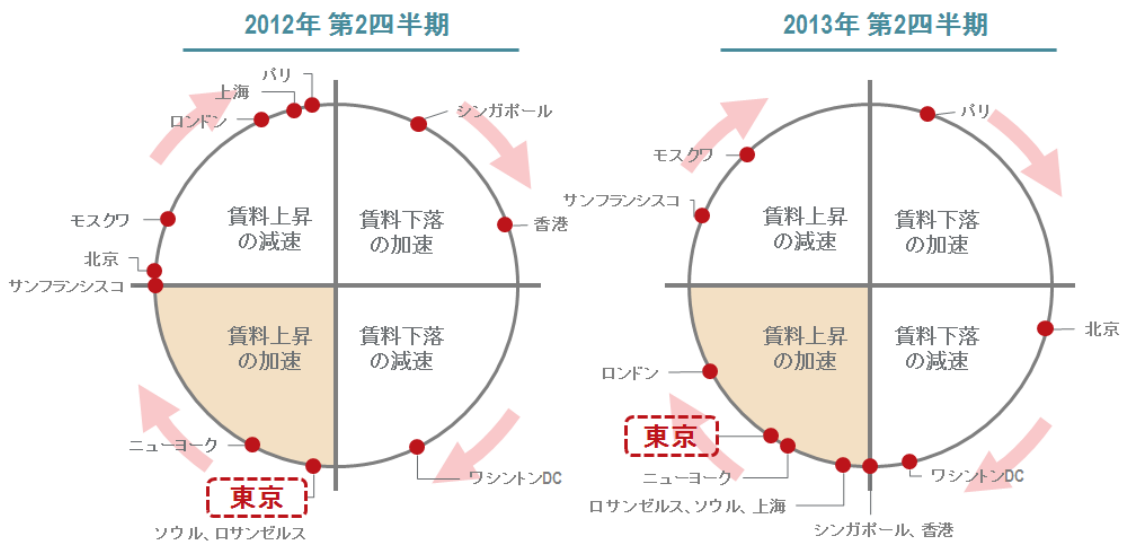 2012年 第2四半期
パリ
上海
ロンドン
シンガポール
モスクワ
賃料上昇
の減速
賃料下落
の加速
香港
北京
サンフランシスコ
賃料上昇
の加速
賃料下落
の減速
ニューヨーク
東京
ワシントンDC
ソウル、ロサンゼルス
2013年 第2四半期
パリ
モスクワ
サンフランシスコ
賃料上昇
の減速
賃料下落
の加速
賃料上昇
の加速
賃料下落
の減速
北京
ロンドン
東京
ニューヨーク
ワシントンDC
ロサンゼルス、ソウル、上海
シンガポール、香港